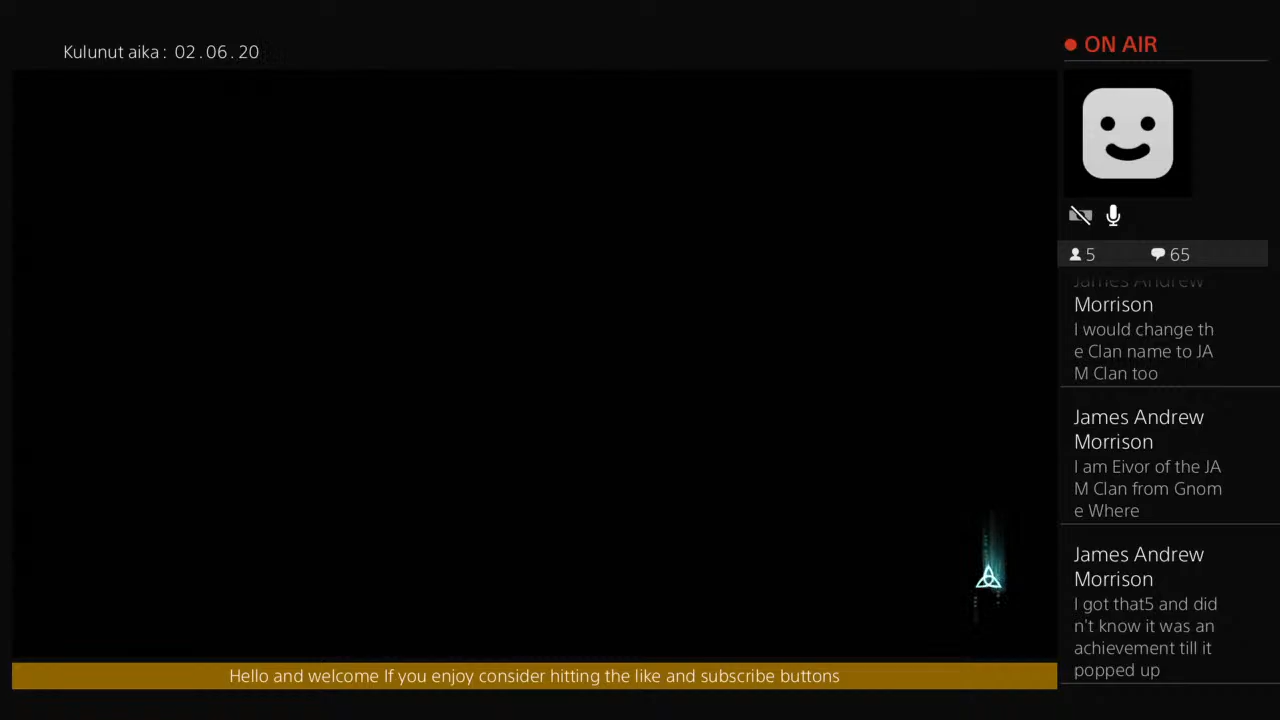 Kulunut aika : 02.06.20
ON AIR
5 65
James Andrew
Morrison
I would change th
e Clan name to JA
M Clan too
James Andrew
Morrison
I am Eivor of the JA
M Clan from Gnom
e Where
James Andrew
Morrison
I got that5 and did
n't know it was an
achievement till it
popped up
Hello and welcome If you enjoy consider hitting the like and subscribe buttons